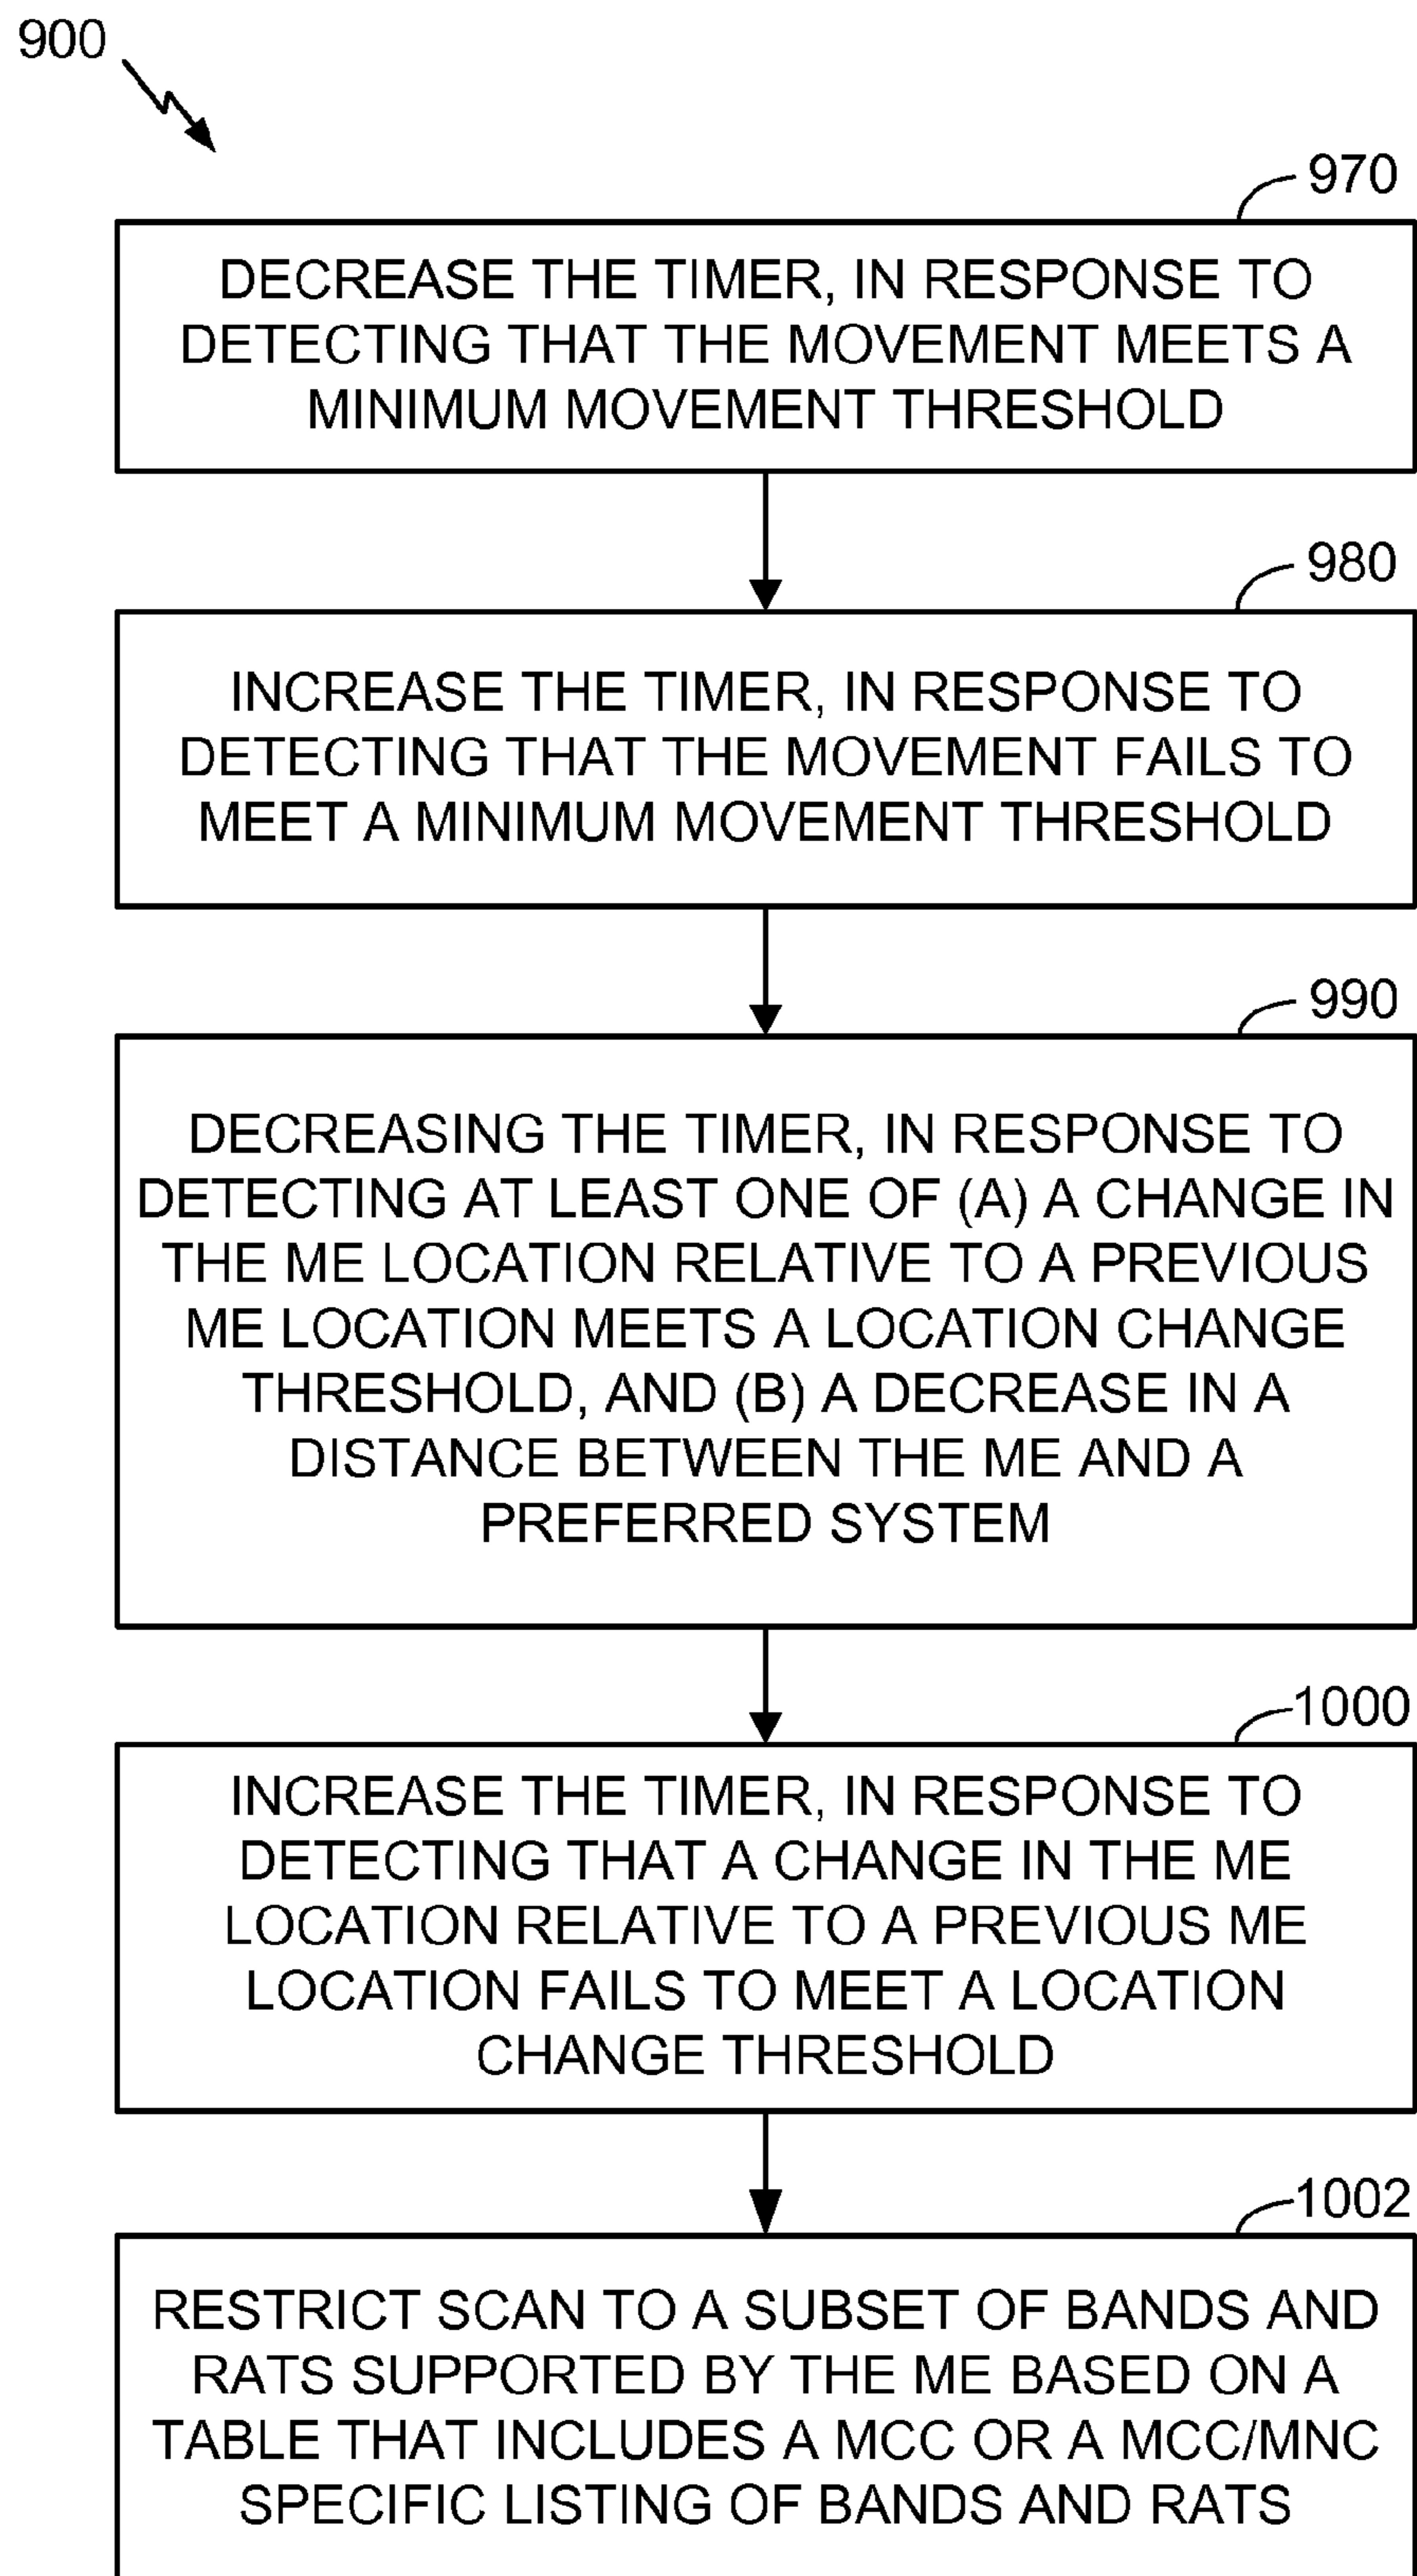 900
970
DECREASE THE TIMER, IN RESPONSE TO
DETECTING THAT THE MOVEMENT MEETS A
MINIMUM MOVEMENT THRESHOLD
980
INCREASE THE TIMER, IN RESPONSE TO
DETECTING THAT THE MOVEMENT FAILS TO
MEET A MINIMUM MOVEMENT THRESHOLD
990
DECREASING THE TIMER, IN RESPONSE TO
DETECTING AT LEAST ONE OF (A) A CHANGE IN
THE ME LOCATION RELATIVE TO A PREVIOUS
ME LOCATION MEETS A LOCATION CHANGE
THRESHOLD, AND (B) A DECREASE IN A
DISTANCE BETWEEN THE ME AND A
PREFERRED SYSTEM
1000
INCREASE THE TIMER, IN RESPONSE TO
DETECTING THAT A CHANGE IN THE ME
LOCATION RELATIVE TO A PREVIOUS ME
LOCATION FAILS TO MEET A LOCATION
CHANGE THRESHOLD
1002
RESTRICT SCAN TO A SUBSET OF BANDS AND
RATS SUPPORTED BY THE ME BASED ON A
TABLE THAT INCLUDES A MCC OR A MCC/MNC
SPECIFIC LISTING OF BANDS AND RATS